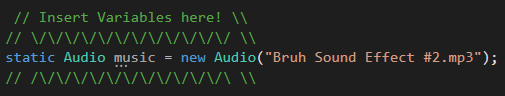 // Insert Variables here! \\
// \/\/\/\/\/\/\/\/\/\/\/\/ \\
static Audio music = new Audio("Bruh Sound Effect #2.mp3");
// /\/\/\/\/\/\/\/\/\/\/\/\ \\